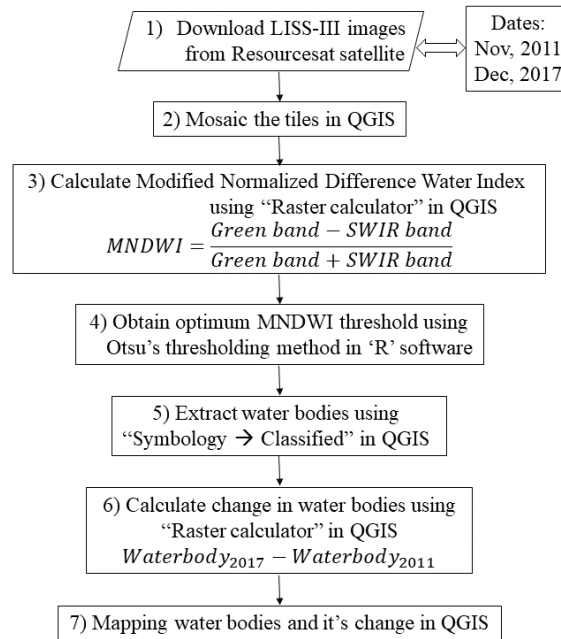 1) Download LISS-III images
from Resourcesat satellite
Dates:
Nov, 2011
Dec, 2017
2) Mosaic the tiles in QGIS
3) Calculate Modified Normalized Difference Water Index
using “Raster calculator” in QGIS
MNDWI = (Green band − SWIR band) / (Green band + SWIR band)
4) Obtain optimum MNDWI threshold using
Otsu’s thresholding method in ‘R’ software
5) Extract water bodies using
“Symology → Classified” in QGIS
6) Calculate change in water bodies using
“Raster calculator” in QGIS
Waterbody₂₀₁₇ − Waterbody₂₀₁₁
7) Mapping water bodies and it’s change in QGIS